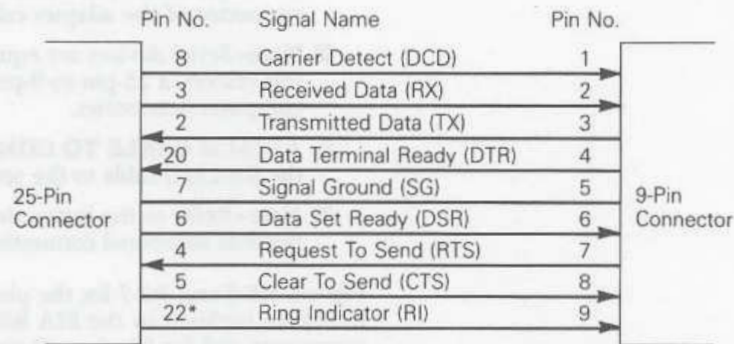 Pin No. Signal Name Pin No.
8 Carrier Detect (DCD) 1
3 Received Data (RX) 2
2 Transmitted Data (TX) 3
20 Data Terminal Ready (DTR) 4
Signal Ground (SG) 5
25-Pin
Connector
9-Pin
Connector
6 Data Set Ready (DSR) 6
4 Request To Send (RTS) 7
5 Clear To Send (CTS) 8
22* Ring Indicator (RI) 9